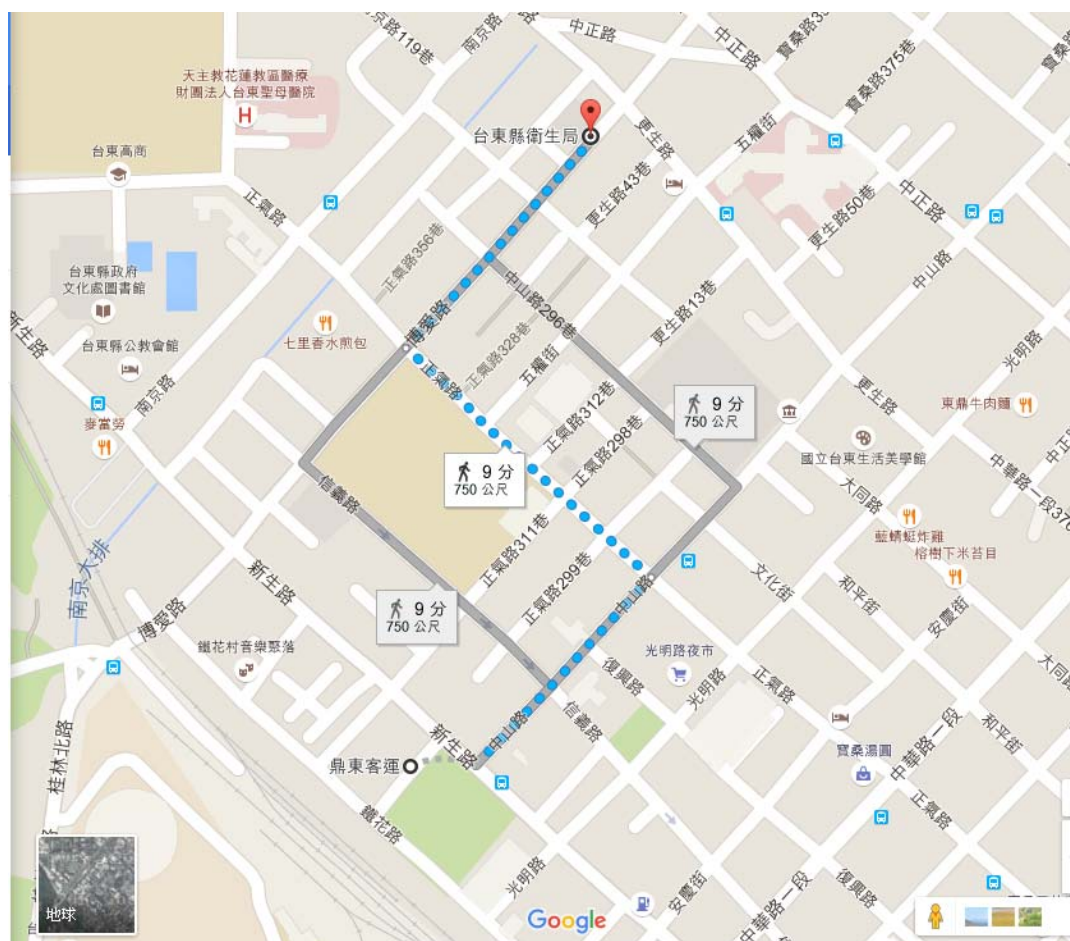 南京路119巷
南京路
中正路
中正路
寶桑路375巷
天主教花蓮教區醫療
財團法人台東聖母醫院
H
台東縣衛生局
更生路
五權街
台東高商
正氣路
更生路43巷
更生路50巷
中正路
中山路
正氣路356巷
中山路296巷
台東縣政府
文化處圖書館
更生路13巷
新生路
博愛路
七里香水煎包
正氣路328巷
五權街
光明路
台東縣公教會館
正氣路
南京路
更生路
東鼎牛肉麵
9 分
750 公尺
正氣路312巷
正氣路298巷
麥當勞
國立台東生活美學館
中正路
9 分
750 公尺
大同路
信義路
藍蜻蜓炸雞
榕樹下米苔目
正氣路311巷
南京大排
新生路
正氣路299巷
中山路
文化街
和平街
安慶街
博愛路
9 分
750 公尺
鐵花村音樂聚落
光明路夜市
復興路
光明路
正氣路
大同路
信義路
中華路一段
和平街
桂林北路
新生路
中山路
鼎東客運
寶桑湯圓
鐵花路
正氣路
光明路
安慶街
中華路一段
復興路
地球
Google